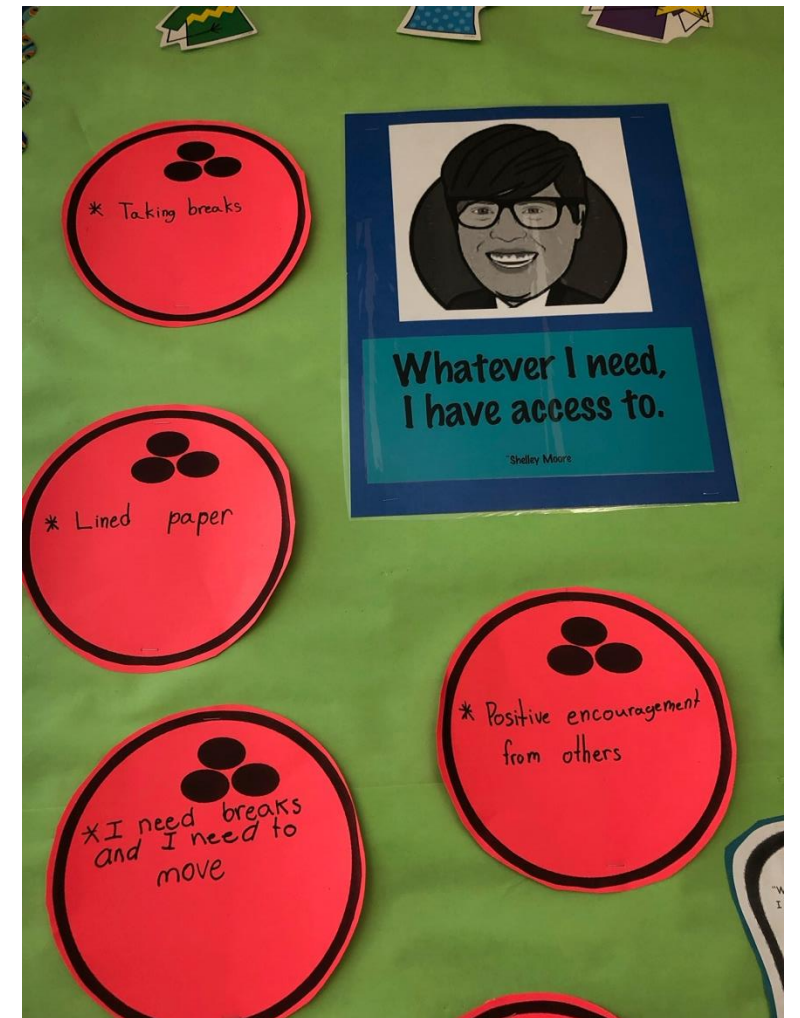 * Taking breaks
Whatever I need,
I have access to.
~Shelley Moore
* Lined paper
* Positive encouragement
from others
* I need breaks
and I need to
move
"W
I